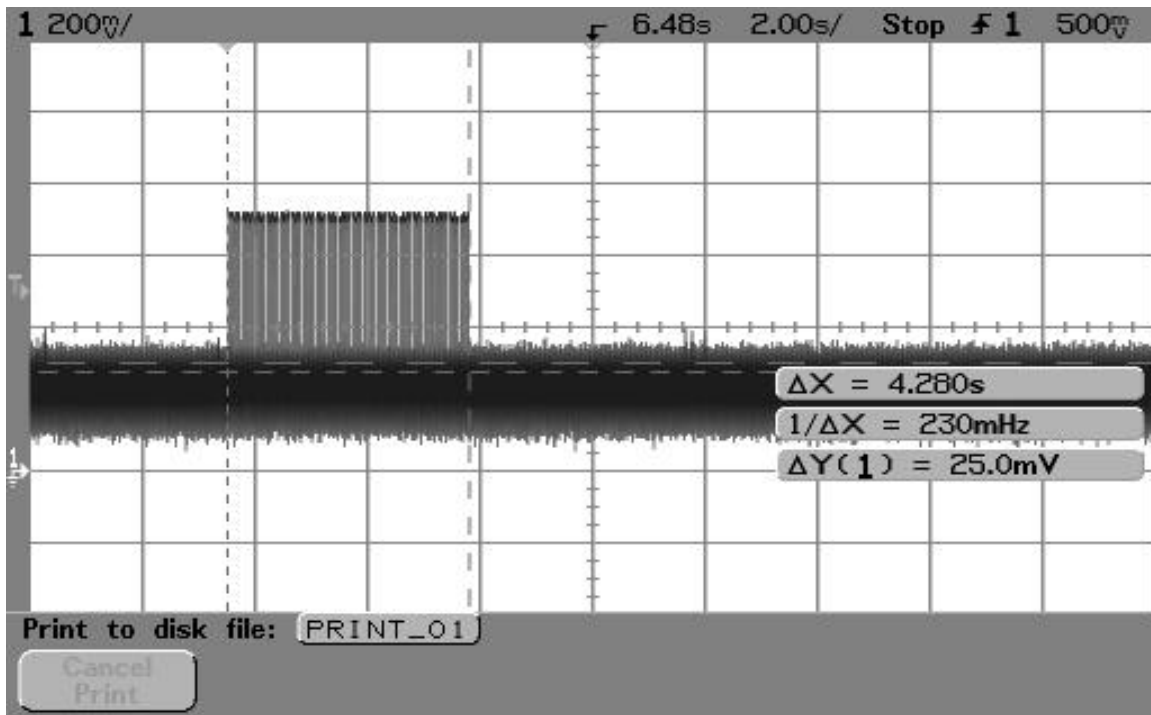 1 200mV/ 6.48s 2.00s/ Stop 1 500mV
T
ΔX = 4.280s
1/ΔX = 230mHz
1
ΔY(1) = 25.0mV
Print to disk file: PRINT_01
Cancel
Print